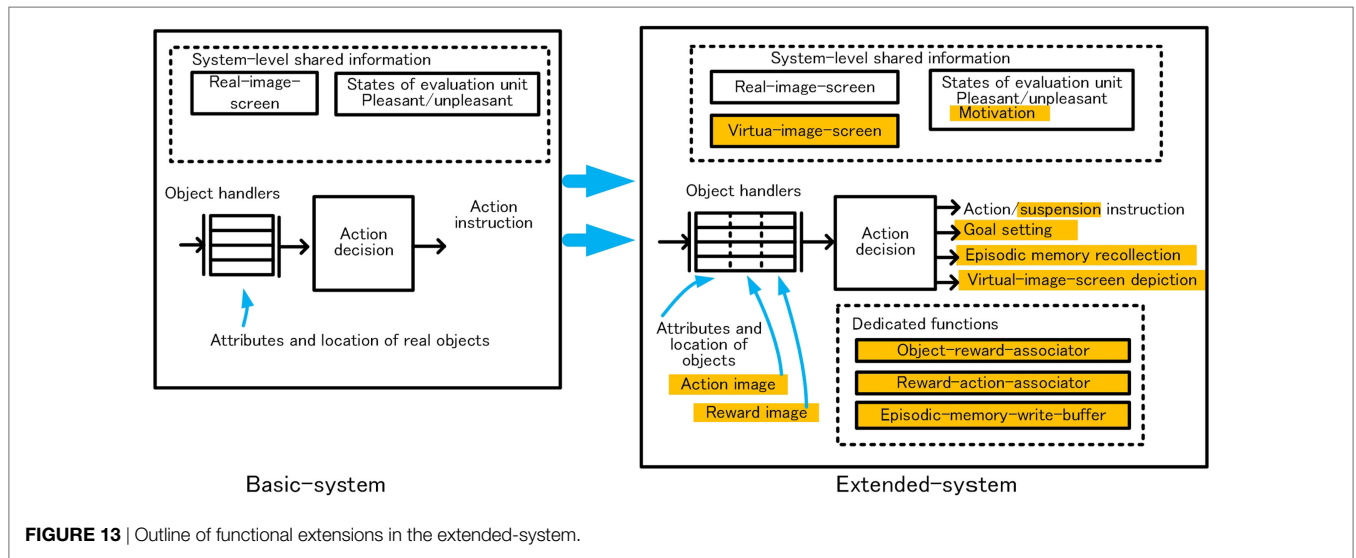 System-level shared information
Real-image-
screen
States of evaluation unit
Pleasant/unpleasant
Object handlers
Action
decision
Action
instruction
Attributes and location of real objects
Basic-system
System-level shared information
Real-image-screen
Virtua-image-screen
States of evaluation unit
Pleasant/unpleasant
Motivation
Object handlers
Action
decision
Action/suspension instruction
Goal setting
Episodic memory recollection
Virtual-image-screen depiction
Attributes and
location of
objects
Action image
Reward image
Dedicated functions
Object-reward-associator
Reward-action-associator
Episodic-memory-write-buffer
Extended-system
FIGURE 13 | Outline of functional extensions in the extended-system.